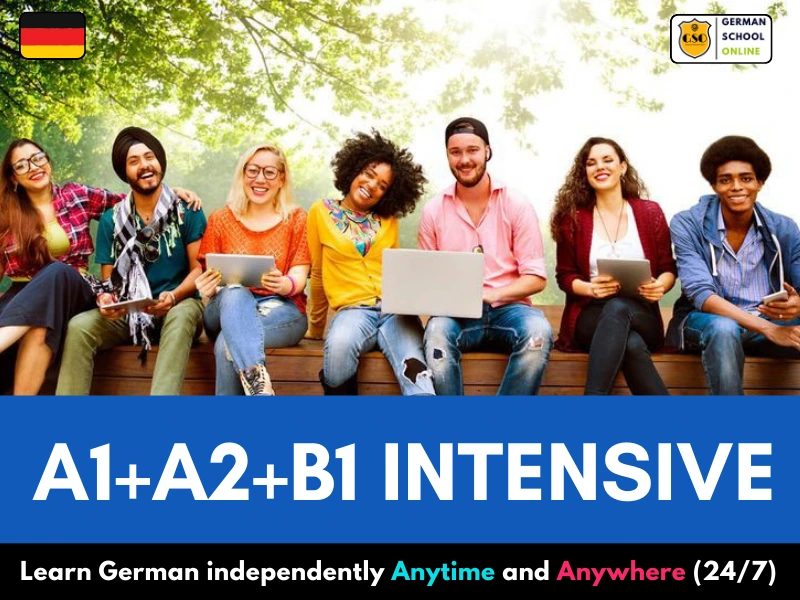 GSO
GERMAN
SCHOOL
ONLINE
A1+A2+B1 INTENSIVE
Learn German independently Anytime and Anywhere (24/7)